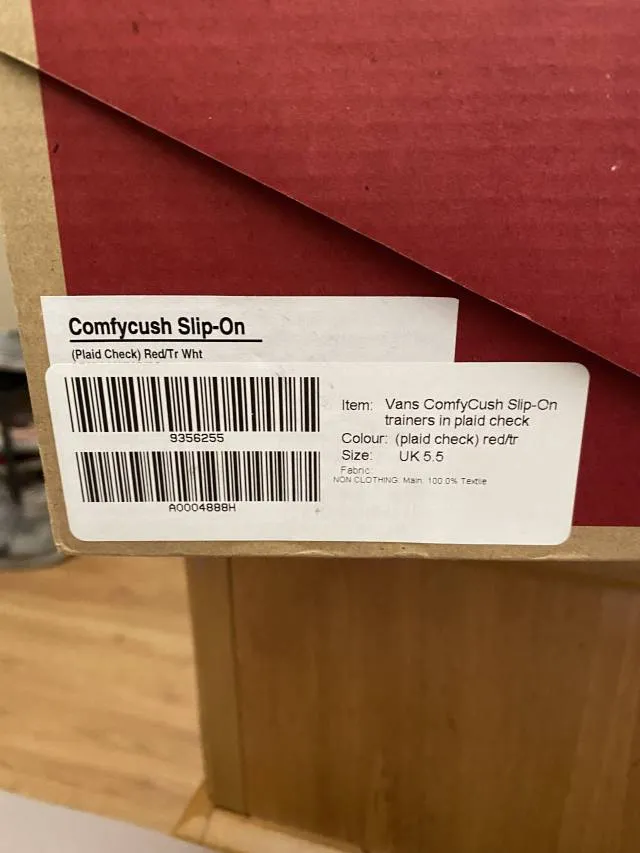 Comfycush Slip-On
(Plaid Check) Red/Tr Wht
9356255
A0004888H
Item: Vans ComfyCush Slip-On
trainers in plaid check
Colour: (plaid check) red/tr
Size: UK 5.5
Fabric:
NON CLOTHING: Main: 100.0% Textile